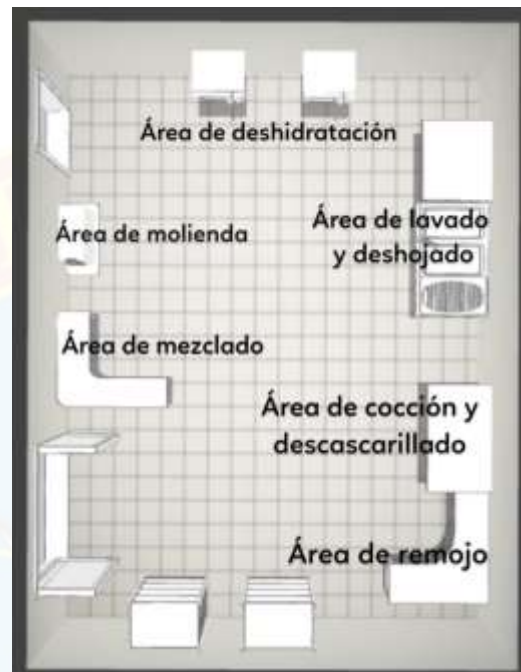 Área de deshidratación
Área de lavado
y deshojado
Área de molienda
Área de mezclado
Área de cocción y
descascarillado
Área de remojo